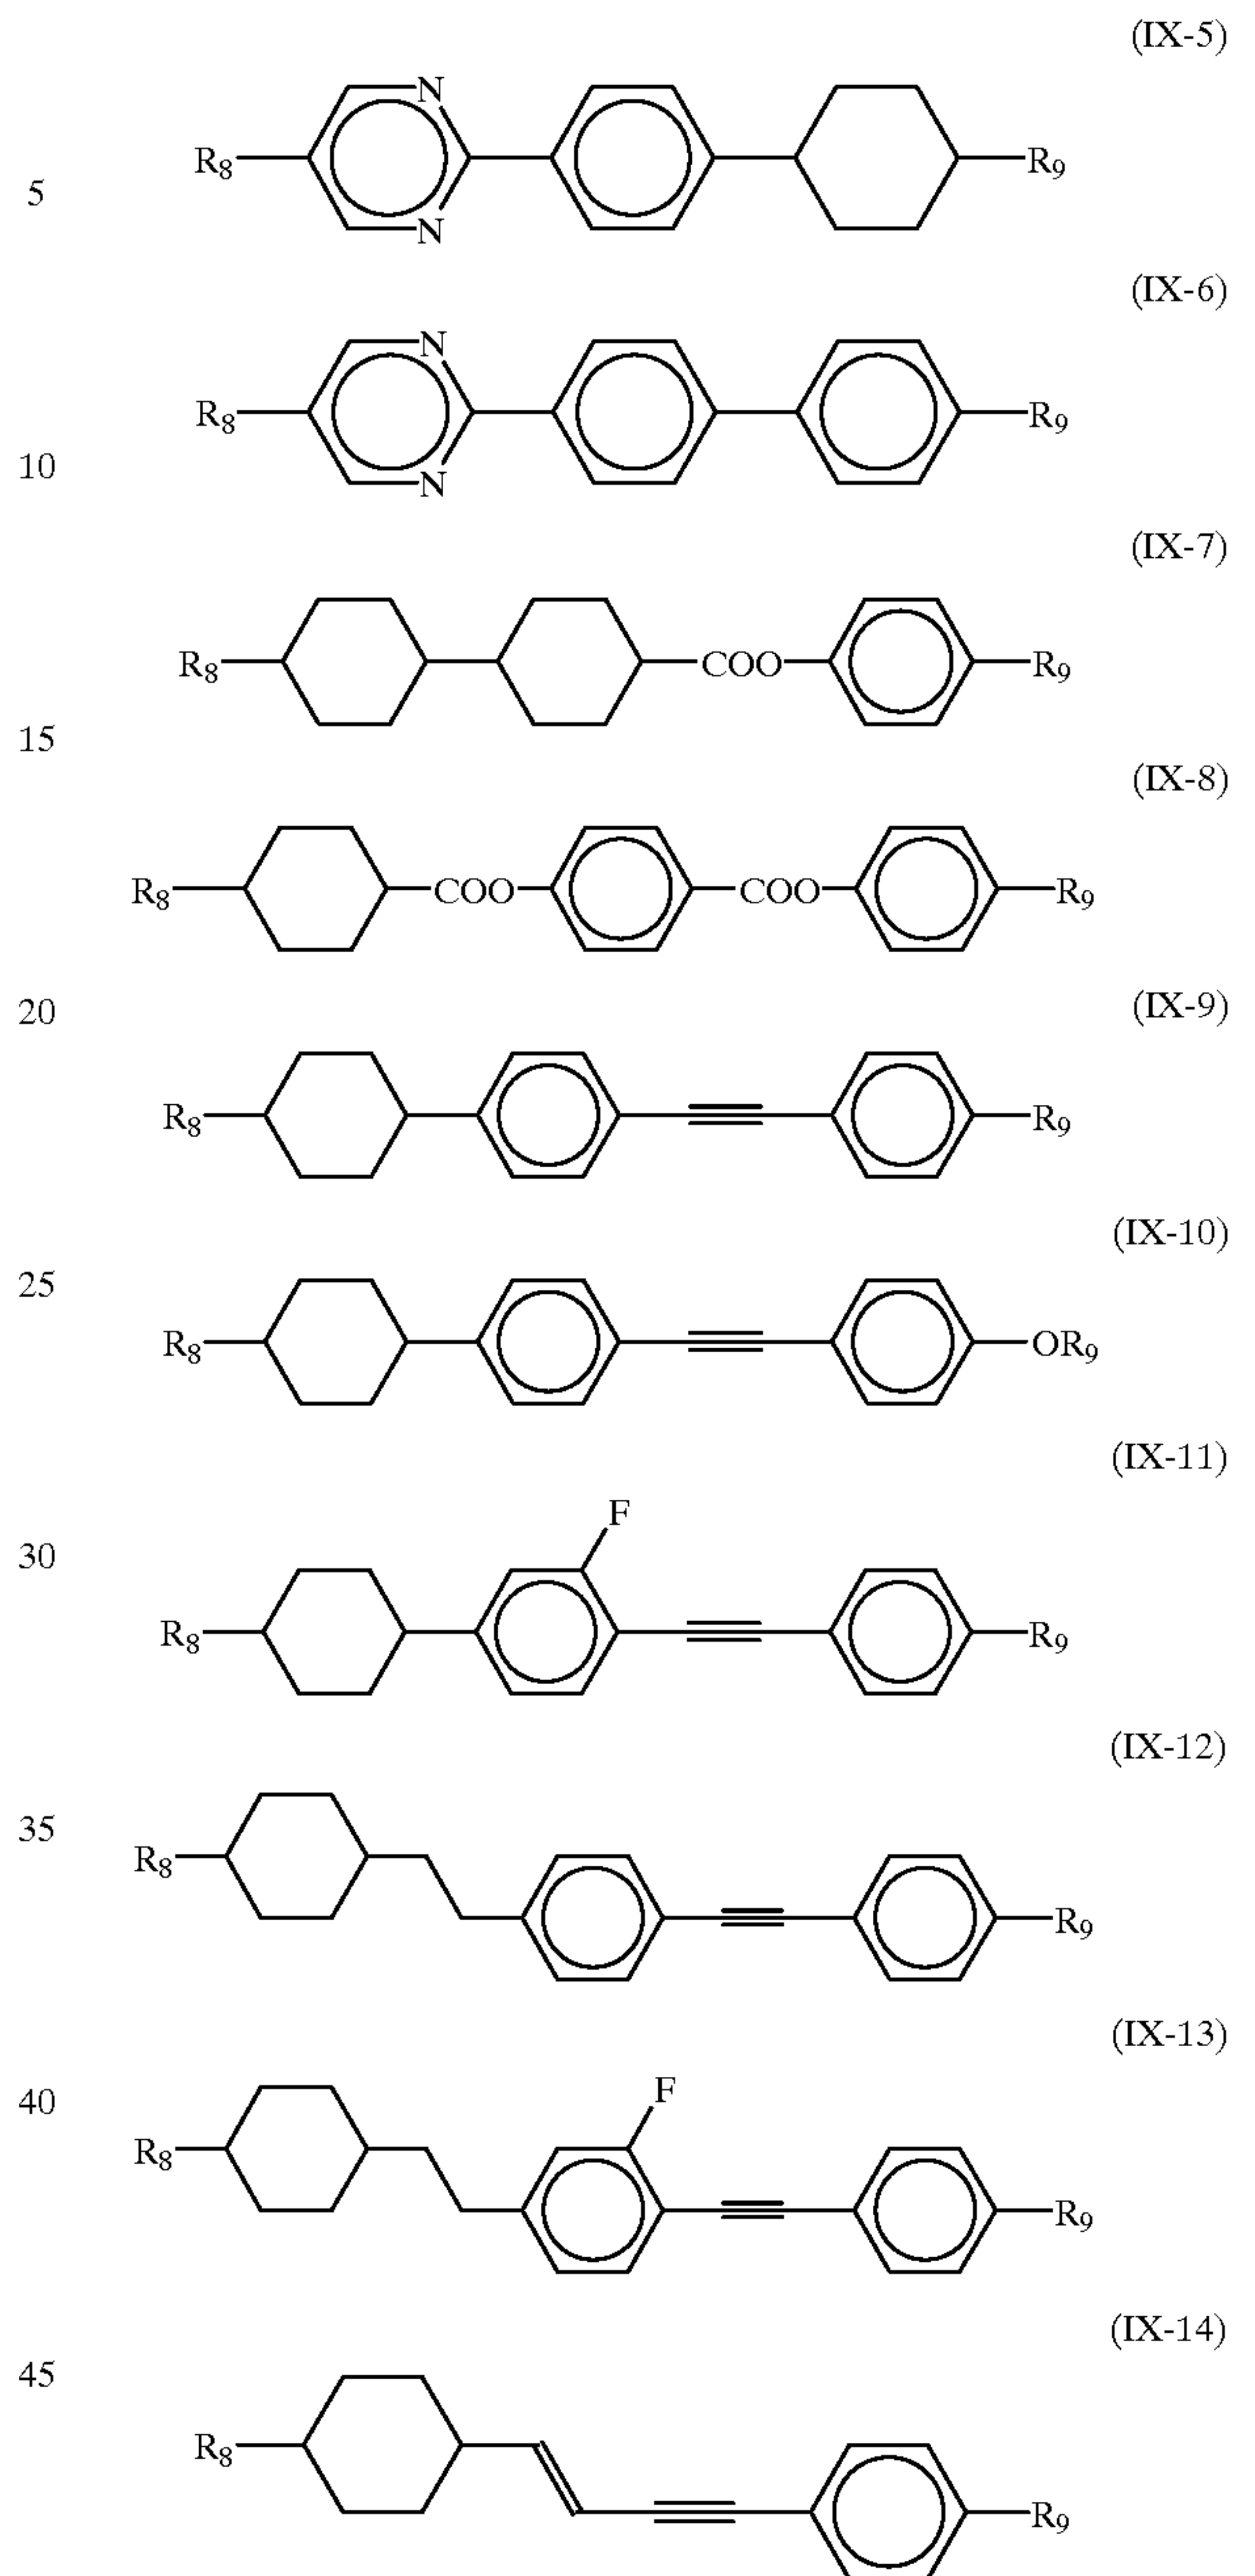 (IX-5)
N
R8 R9
5
N
(IX-6)
N
R8 R9
10
N
(IX-7)
R8 COO R9
15
(IX-8)
R8 COO COO R9
20 (IX-9)
R8 R9
(IX-10)
25
R8 OR9
(IX-11)
F
30
R8 R9
(IX-12)
35
R8
R9
(IX-13)
F
40
R8
R9
(IX-14)
45
R8
R9